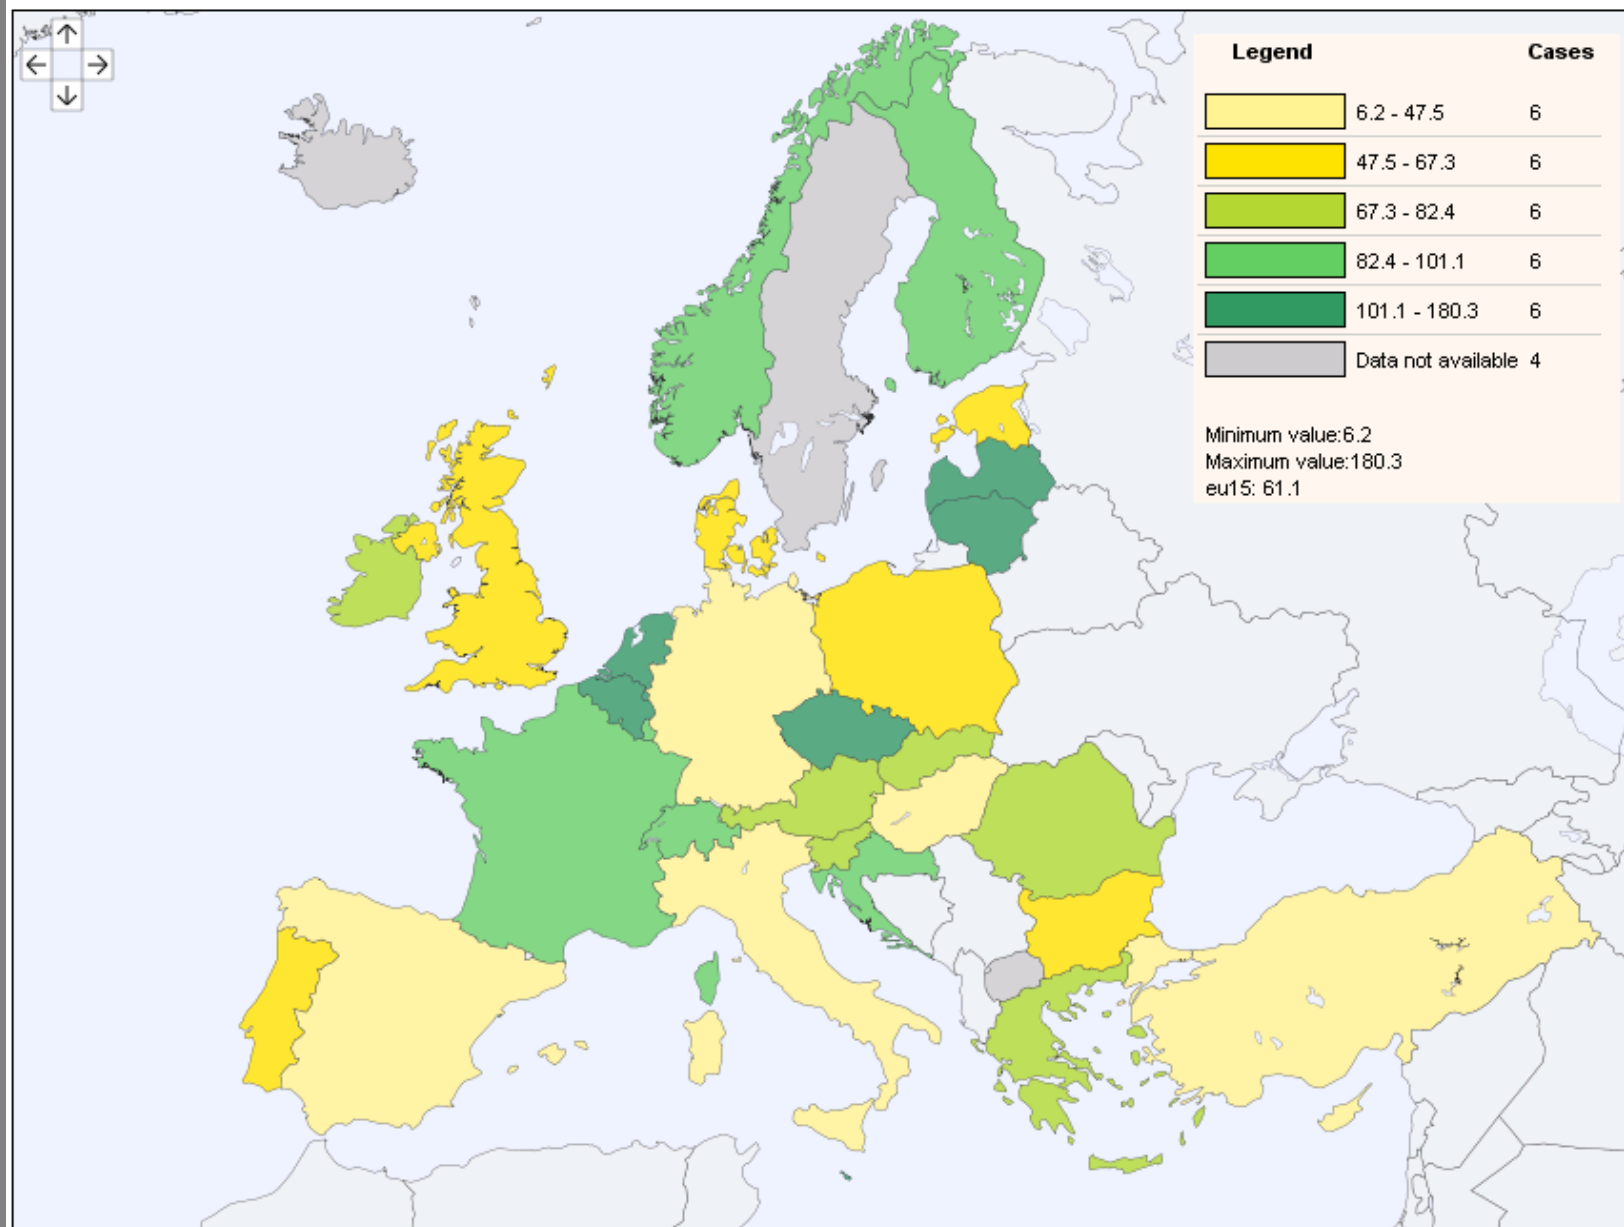 Legend Cases
6.2 - 47.5 6
47.5 - 67.3 6
67.3 - 82.4 6
82.4 - 101.1 6
101.1 - 180.3 6
Data not available 4
Minimum value:6.2
Maximum value:180.3
eu15: 61.1